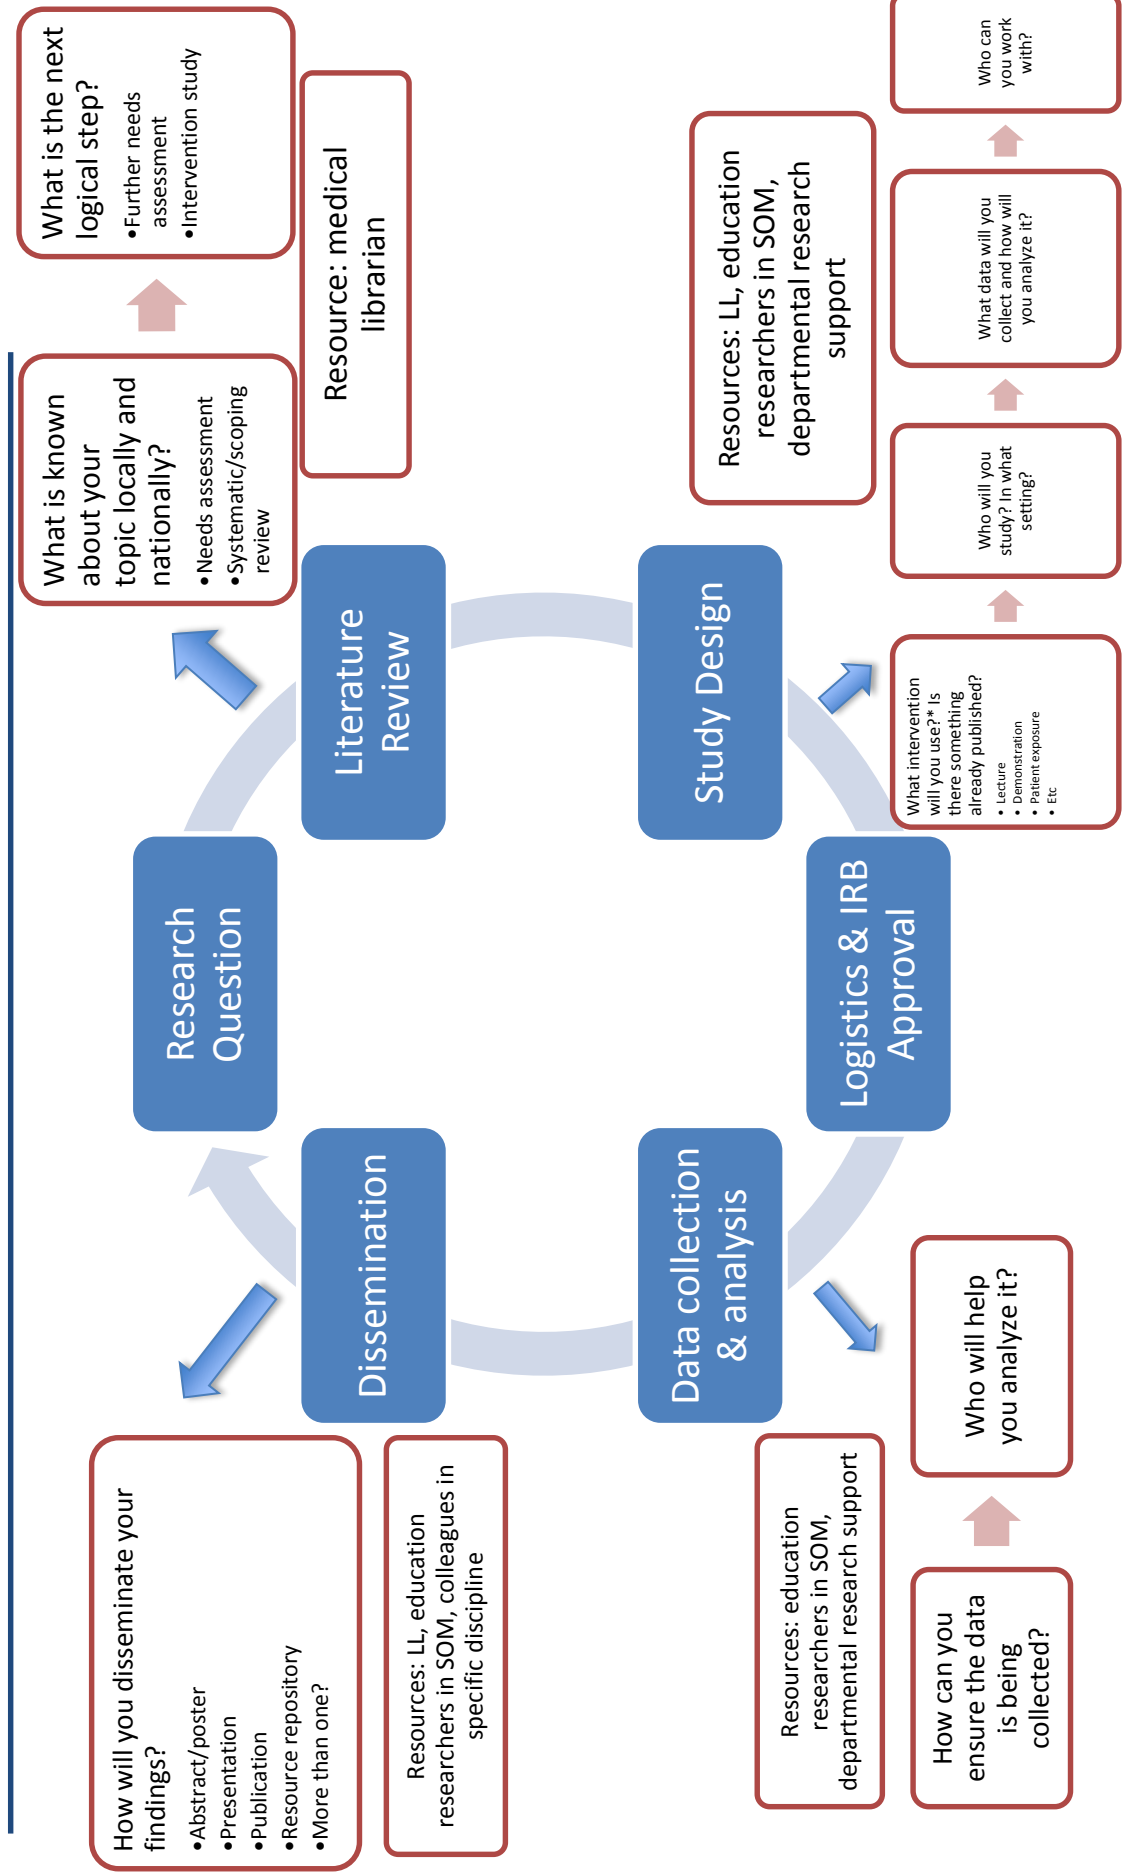 Research
Question
Literature
Review
What is known
about your
topic locally and
nationally?
•Needs assessment
•Systematic/scoping
review
What is the next
logical step?
•Further needs
assessment
•Intervention study
Resource: medical
librarian
Study Design
Resources: LL, education
researchers in SOM,
departmental research
support
What intervention
will you use?* Is
there something
already published?
• Lecture
• Demonstration
• Patient exposure
• Etc
Who will you
study? In what
setting?
What data will you
collect and how will
you analyze it?
Who can
you work
with?
Logistics & IRB
Approval
Data collection
& analysis
Resources: education
researchers in SOM,
departmental research support
How can you
ensure the data
is being
collected?
Who will help
you analyze it?
Dissemination
How will you disseminate your
findings?
•Abstract/poster
•Presentation
•Publication
•Resource repository
•More than one?
Resources: LL, education
researchers in SOM, colleagues in
specific discipline